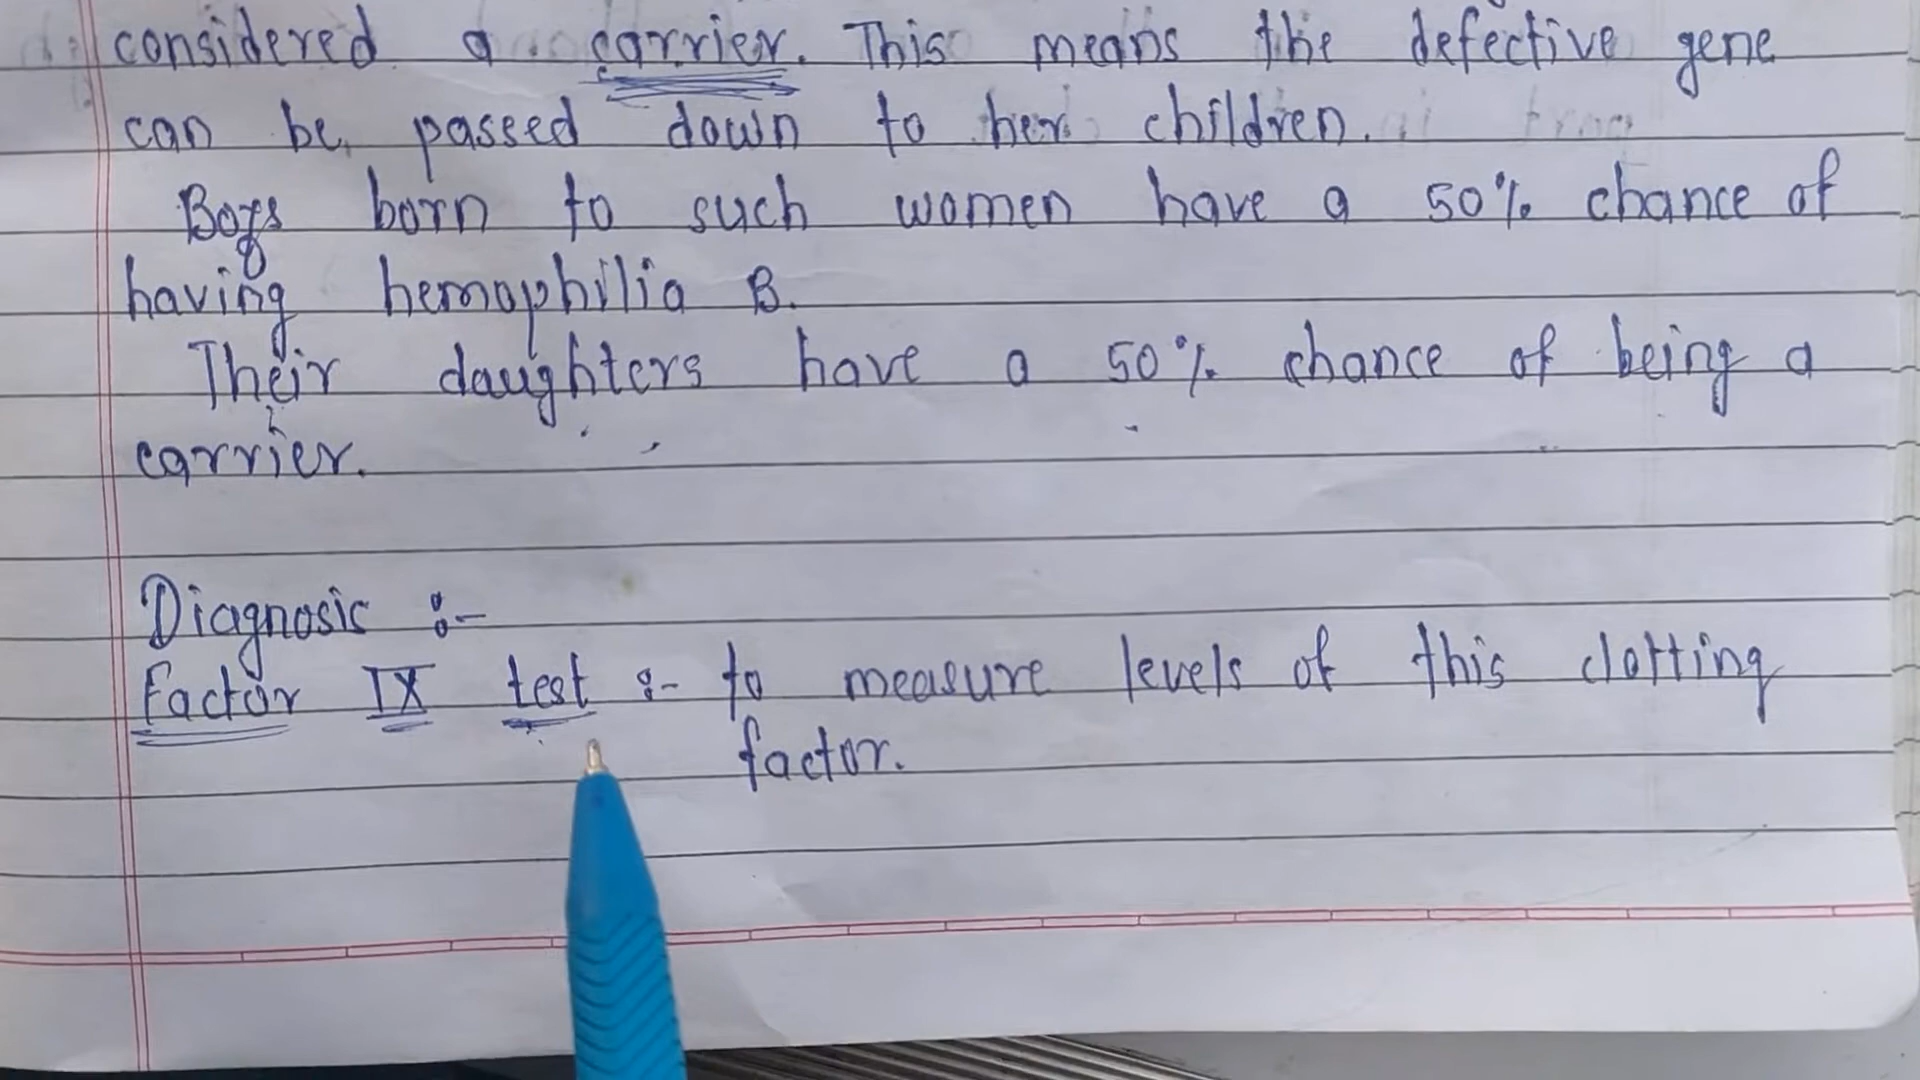 considered a carrier. This means the defective gene
can be passed down to her children.
Boys born to such women have a 50% chance of
having hemophilia B.
Their daughters have a 50% chance of being a
carrier.
Diagnosis :-
Factor IX test :- to measure levels of this clotting
factor.